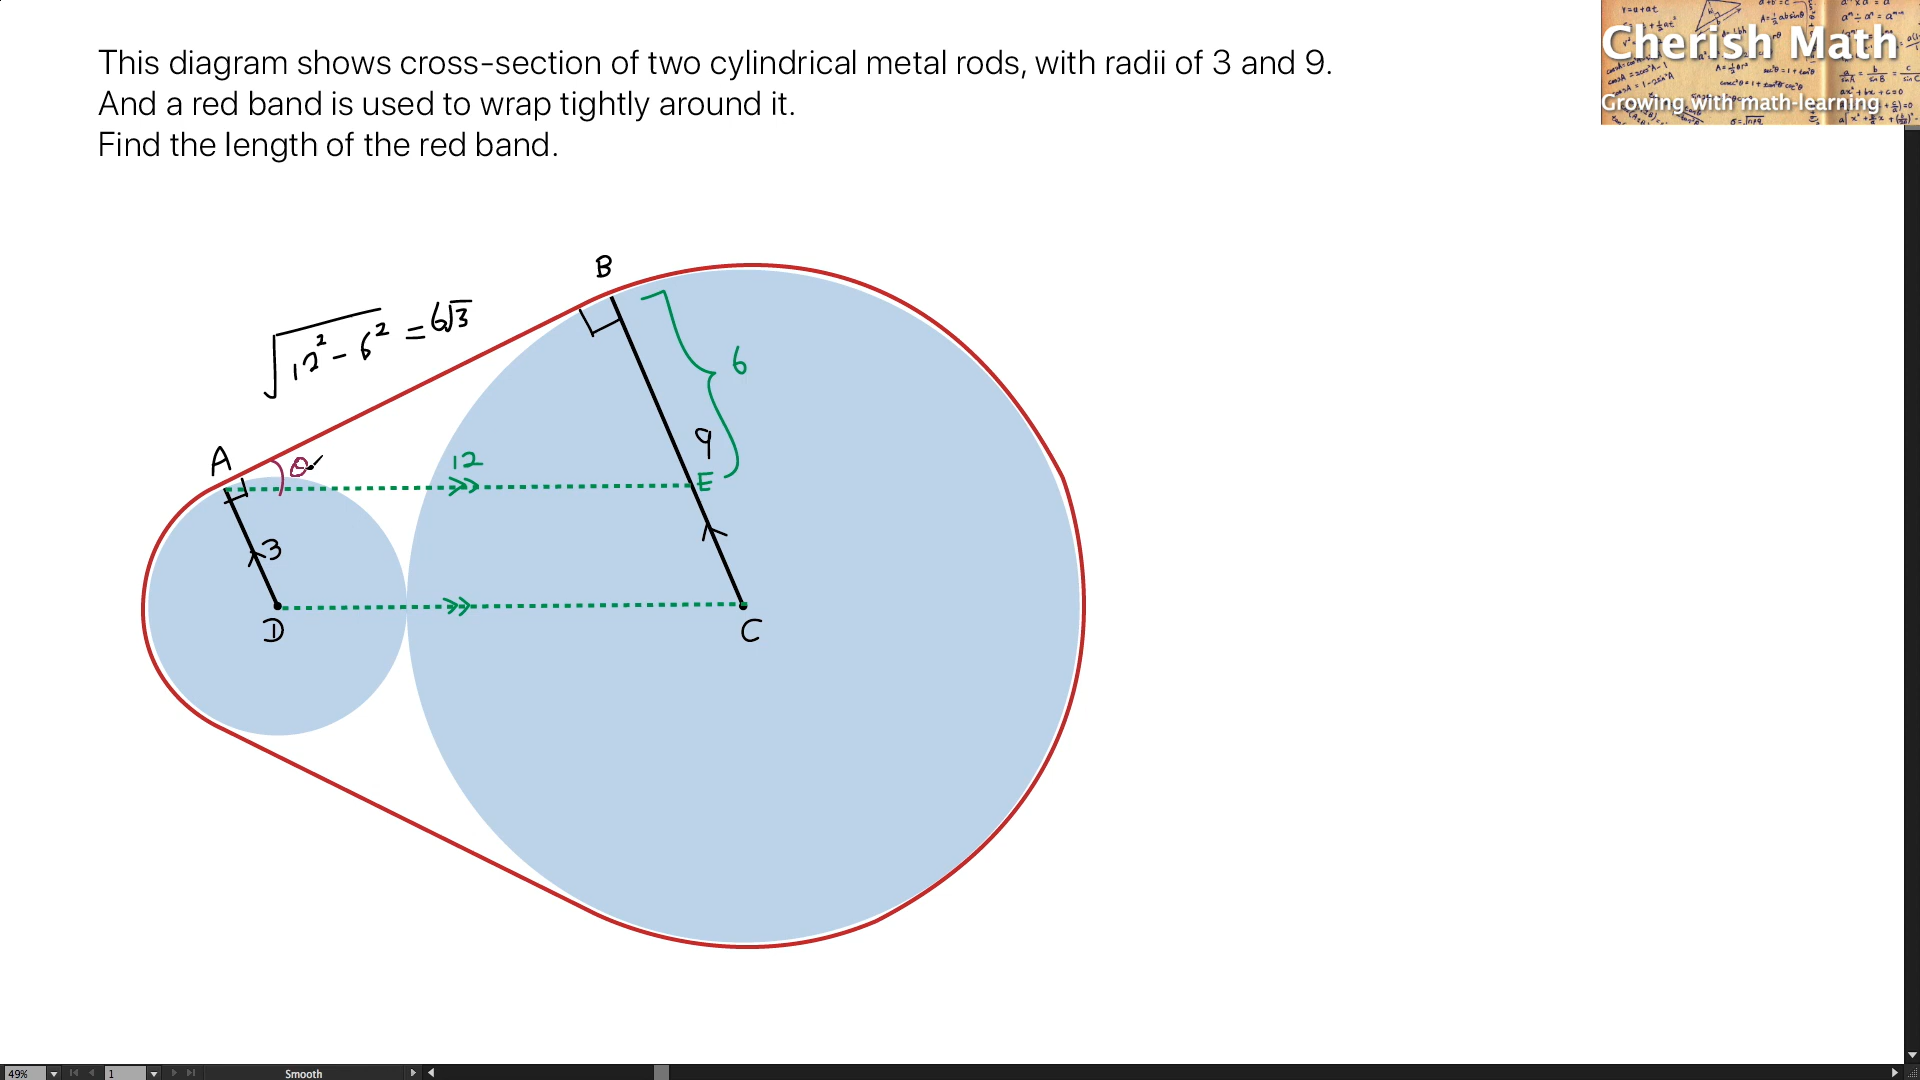 This diagram shows cross-section of two cylindrical metal rods, with radii of 3 and 9.
And a red band is used to wrap tightly around it.
Find the length of the red band.
Cherish Math
Growing with math-learning
B
√12² - 6² = 6√3
6
A
θ
12
9
E
3
D
C
49%
1
Smooth